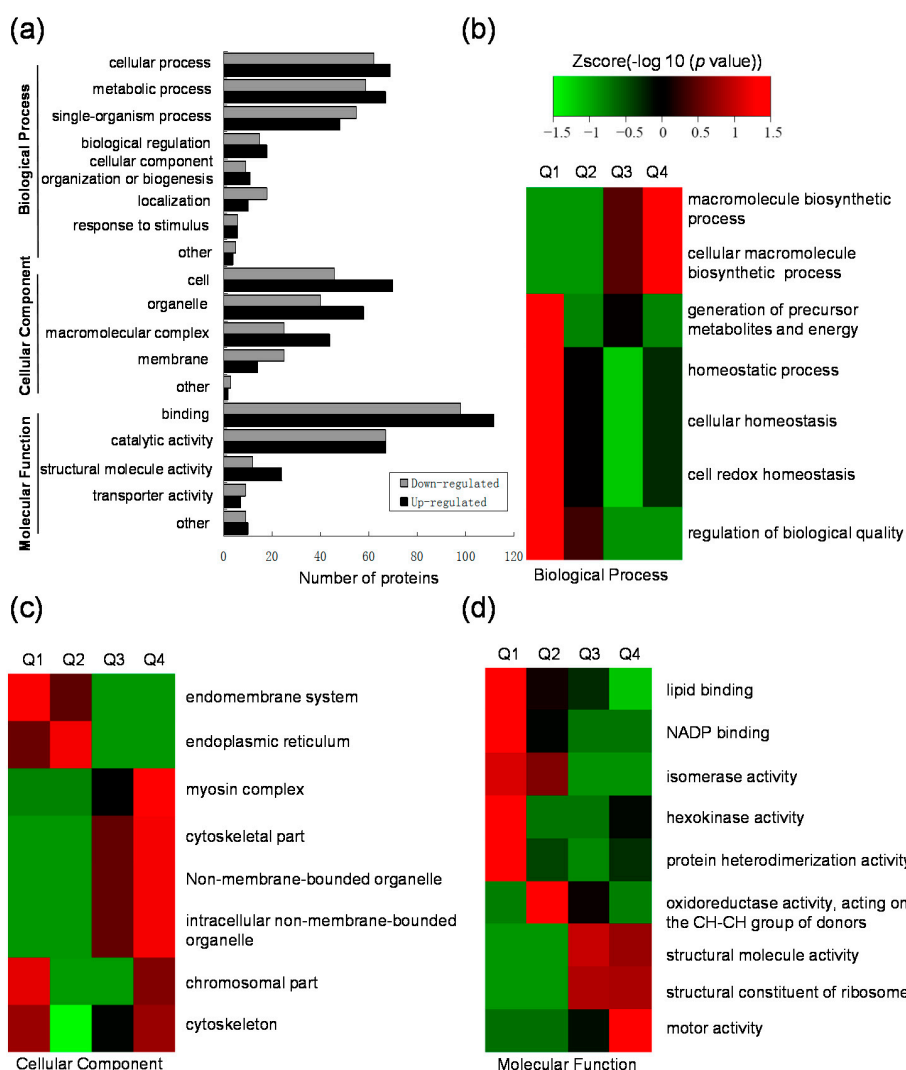 (a)
Biological Process
cellular process
metabolic process
single-organism process
biological regulation
cellular component
organization or biogenesis
localization
response to stimulus
other
Cellular Component
cell
organelle
macromolecular complex
membrane
other
Molecular Function
binding
catalytic activity
structural molecule activity
transporter activity
other
Down-regulated
Up-regulated
0 20 40 60 80 100 120
Number of proteins
(b)
Zscore(-log 10 (p value))
−1.5 −1 −0.5 0 0.5 1 1.5
Q1 Q2 Q3 Q4
macromolecule biosynthetic
process
cellular macromolecule
biosynthetic process
generation of precursor
metabolites and energy
homeostatic process
cellular homeostasis
cell redox homeostasis
regulation of biological quality
Biological Process
(c)
Q1 Q2 Q3 Q4
endomembrane system
endoplasmic reticulum
myosin complex
cytoskeletal part
Non-membrane-bounded organelle
intracellular non-membrane-bounded
organelle
chromosomal part
cytoskeleton
Cellular Component
(d)
Q1 Q2 Q3 Q4
lipid binding
NADP binding
isomerase activity
hexokinase activity
protein heterodimerization activity
oxidoreductase activity, acting on
the CH-CH group of donors
structural molecule activity
structural constituent of ribosome
motor activity
Molecular Function